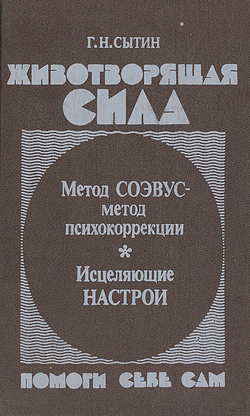 Г.Н.СЫТИН
ЖИВОТВОРЯЩАЯ
СИЛА
Метод СОЭВУС-
метод
психокоррекции
*
Исцеляющие
НАСТРОИ
ПОМОГИ СЕБЕ САМ